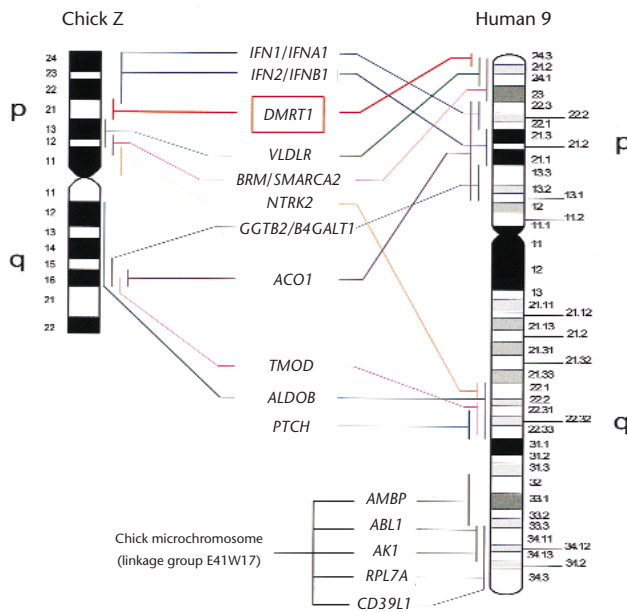 Chick Z
Human 9
p
q
24
23
22
21
13
12
11
11
12
13
14
15
16
21
22
IFN1/IFNA1
IFN2/IFNB1
DMRT1
VLDLR
BRM/SMARCA2
NTRK2
GGTB2/B4GALT1
ACO1
TMOD
ALDOB
PTCH
AMBP
ABL1
AK1
RPL7A
CD39L1
Chick microchromosome
(linkage group E41W17)
24.3
24.2
24.1
23
22.3
22.2
22.1
21.3
21.2
21.1
13.3
13.2
13.1
12
11.2
11.1
11
12
13
21.11
21.12
21.13
21.2
21.31
21.32
21.33
22.1
22.2
22.31
22.32
22.33
31.1
31.2
31.3
32
33.1
33.2
33.3
34.11
34.12
34.13
34.2
34.3
p
q